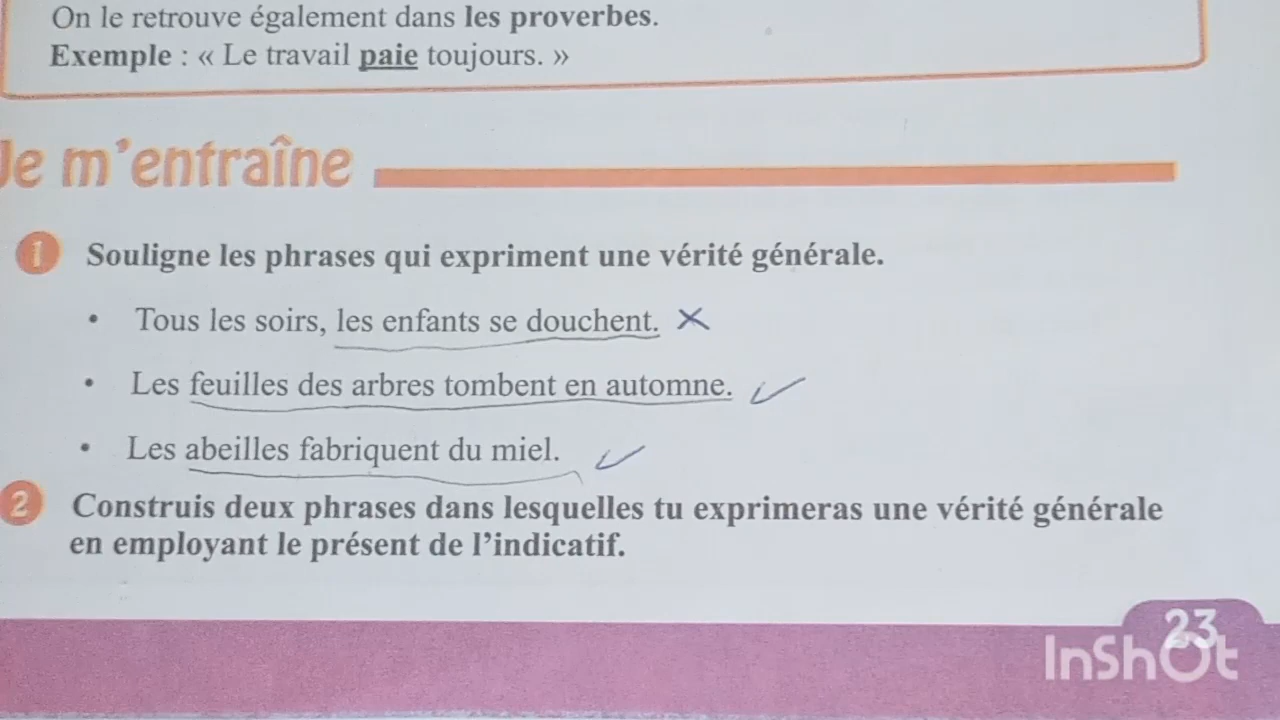 On le retrouve également dans les proverbes.
Exemple : « Le travail paie toujours. »
Je m'entraîne
1 Souligne les phrases qui expriment une vérité générale.
• Tous les soirs, les enfants se douchent.
• Les feuilles des arbres tombent en automne.
• Les abeilles fabriquent du miel.
2 Construis deux phrases dans lesquelles tu exprimeras une vérité générale
en employant le présent de l'indicatif.
23
InShOt